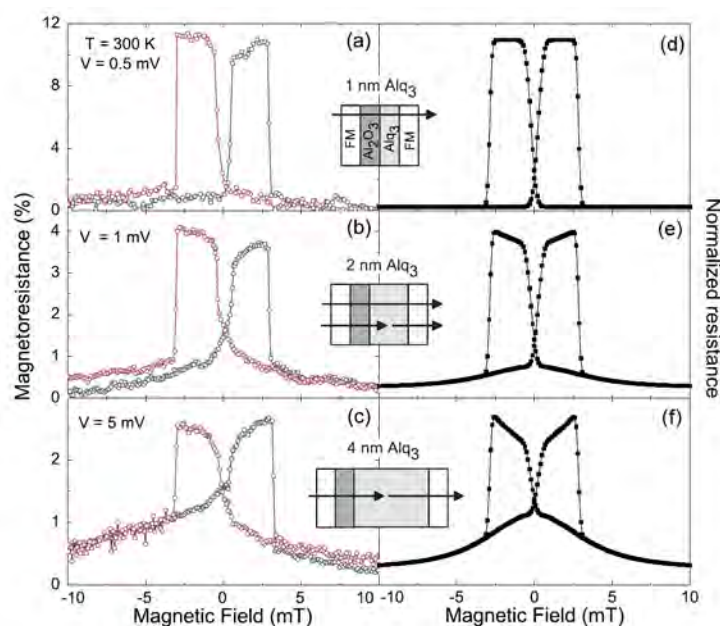 12
8
4
0
T = 300 K
V = 0.5 mV
(a)
1 nm Alq3
FM
Al2O3
Alq3
FM
(d)
4
3
2
1
0
V = 1 mV
(b)
2 nm Alq3
(e)
2
1
0
V = 5 mV
(c)
4 nm Alq3
(f)
Magnetoresistance (%)
Normalized resistance
-10 -5 0 5 10 -10 -5 0 5 10
Magnetic Field (mT) Magnetic Field (mT)